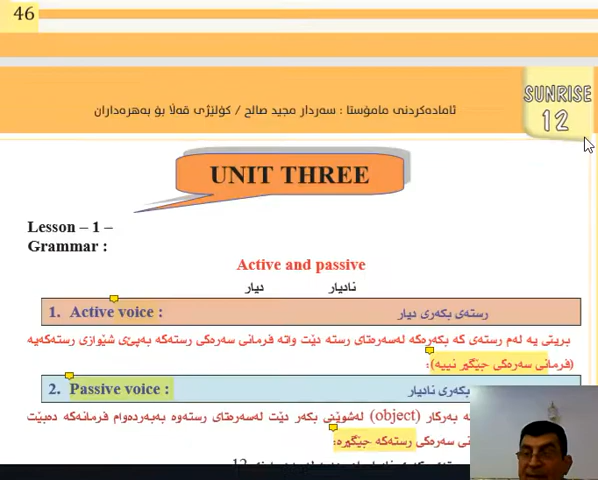 46
SUNRISE
12
ئامادەکردنی مامۆستا : سەردار مجید صالح / کۆلێژی قەڵا بۆ بەهرەداران
UNIT THREE
Lesson – 1 –
Grammar :
Active and passive
دیار نادیار
1. Active voice : رستەی بکەری دیار
بریتی یە لەم رستەی کە بکەرەکە لەسەرەتای رستە دێت واتە فرمانی سەرەکی رستەکە بەپێی شێوازی رستەکەیە
(فرمانی سەرەکی جێگیر نییە):
2. Passive voice : بکەری نادیار
کە بەرکار (object) لەشوێنی بکەر دێت لەسەرەتای رستەوە بەبەردەوام فرمانەکە دەبێت
سەرەکی رستەکە جێگیرە: